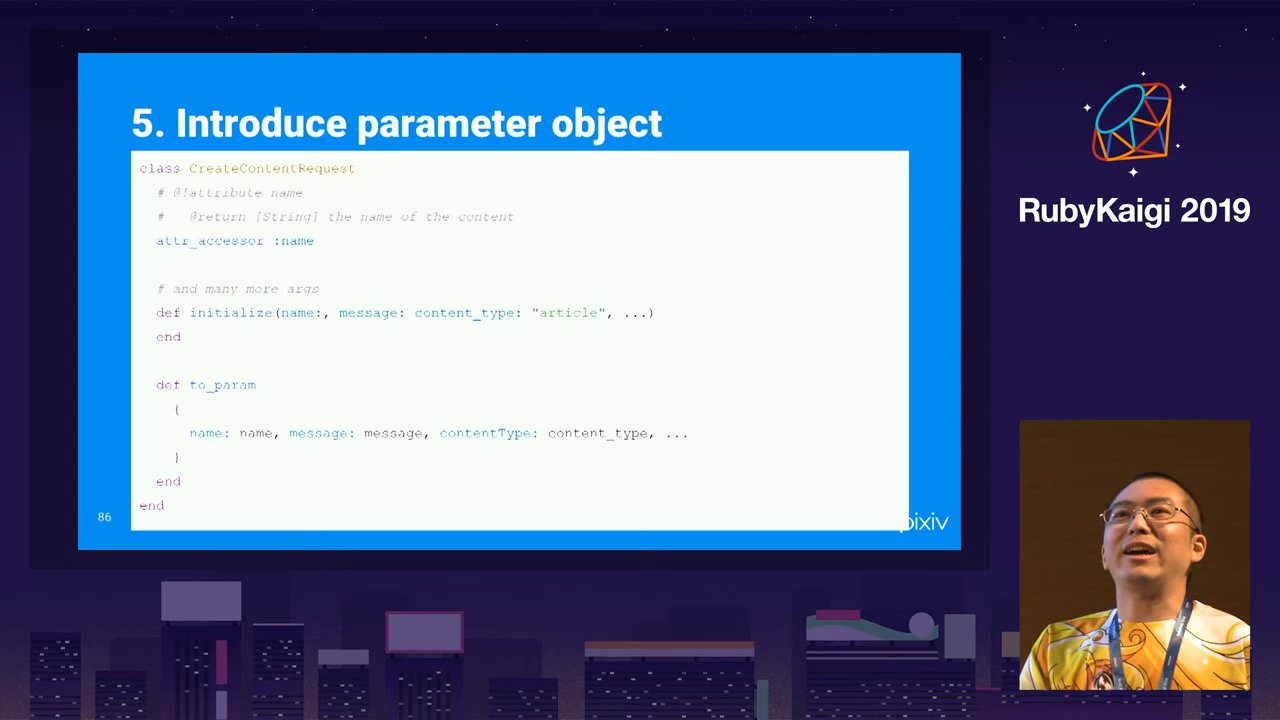 5. Introduce parameter object
class CreateContentRequest
# @!attribute name
#   @return [String] the name of the content
attr_accessor :name
# and many more args
def initialize(name:, message: content_type: "article", ...)
end
def to_param
{
name: name, message: message, contentType: content_type, ...
}
end
end
86
pixiv
RubyKaigi 2019